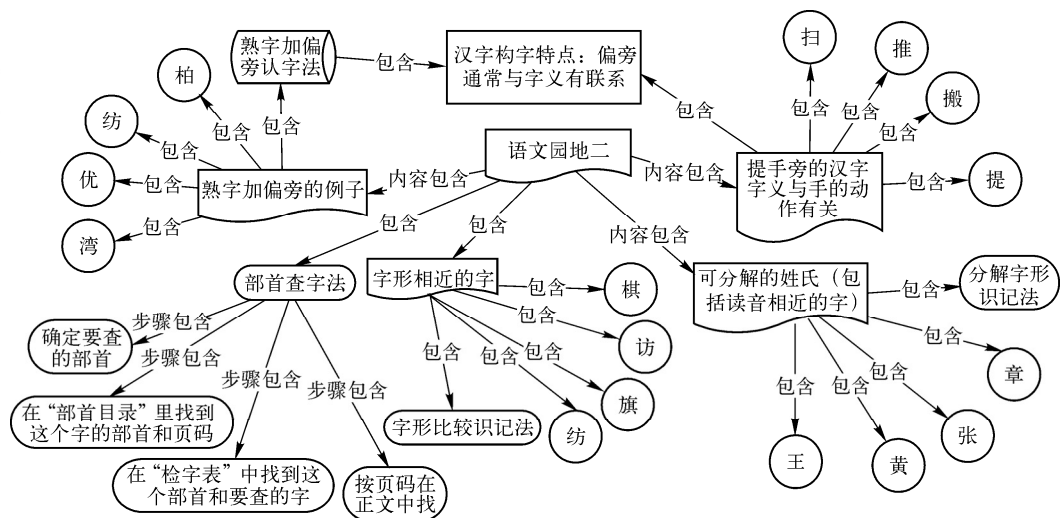 熟字加偏
旁认字法
包含
汉字构字特点：偏旁
通常与字义有联系
扫
推
搬
提
柏
纺
优
湾
包含
包含
包含
包含
包含
包含
包含
包含
包含
包含
语文园地二
熟字加偏旁的例子
内容包含
内容包含
提手旁的汉字
字义与手的动
作有关
包含
包含
内容包含
部首查字法
字形相近的字
包含
棋
可分解的姓氏（包
括读音相近的字）
包含
分解字形
识记法
步骤包含
确定要查
的部首
步骤包含
步骤包含
步骤包含
包含
包含
包含
包含
访
旗
纺
包含
包含
包含
包含
章
张
黄
王
在“部首目录”里找到
这个字的部首和页码
字形比较识记法
在“检字表”中找到这
个部首和要查的字
按页码在
正文中找